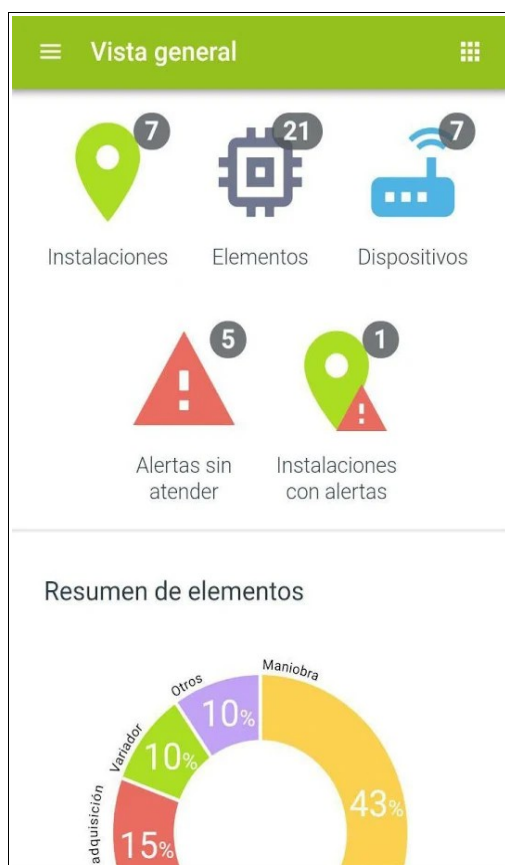 Vista general
7
21
7
Instalaciones
Elementos
Dispositivos
5
1
Alertas sin
atender
Instalaciones
con alertas
Resumen de elementos
Maniobra
Otros
10%
Variador
10%
43%
adquisición
15%